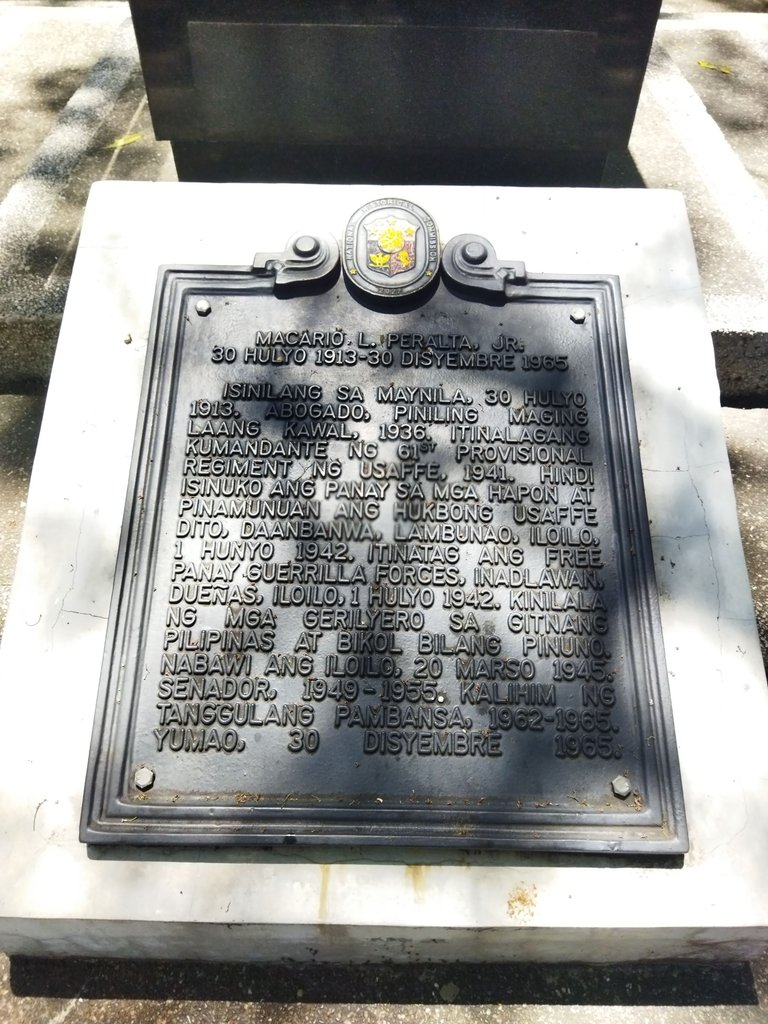 NATIONAL HISTORICAL COMMISSION
2022
MACARIO L. PERALTA, JR.
30 HULYO 1913-30 DISYEMBRE 1965
ISINILANG SA MAYNILA, 30 HULYO
1913. ABOGADO. PINILING MAGING
LAANG KAWAL, 1936. ITINALAGANG
KUMANDANTE NG 61ST PROVISIONAL
REGIMENT NG USAFFE, 1941. HINDI
ISINUKO ANG PANAY SA MGA HAPON AT
PINAMUNUAN ANG HUKBONG USAFFE
DITO, DAANBANWA, LAMBUNAO, ILOILO,
1 HUNYO 1942. ITINATAG ANG FREE
PANAY GUERRILLA FORCES, INADLAWAN,
DUEÑAS, ILOILO, 1 HULYO 1942. KINILALA
NG MGA GERILYERO SA GITNANG
PILIPINAS AT BIKOL BILANG PINUNO.
NABAWI ANG ILOILO, 20 MARSO 1945.
SENADOR, 1949-1955. KALIHIM NG
TANGGULANG PAMBANSA, 1962-1965.
YUMAO, 30 DISYEMBRE 1965.